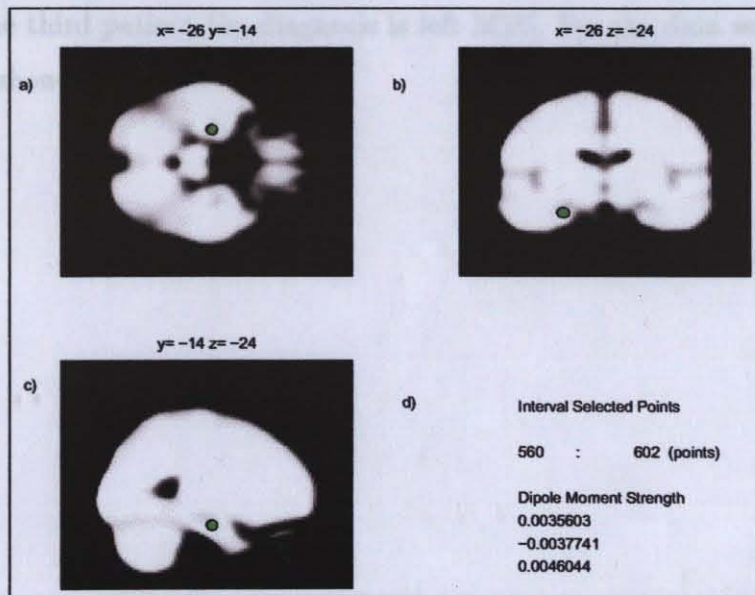 x= −26 y= −14
a)
x= −26 z= −24
b)
y= −14 z= −24
c)
d)
Interval Selected Points
560 : 602 (points)
Dipole Moment Strength
0.0035603
−0.0037741
0.0046044